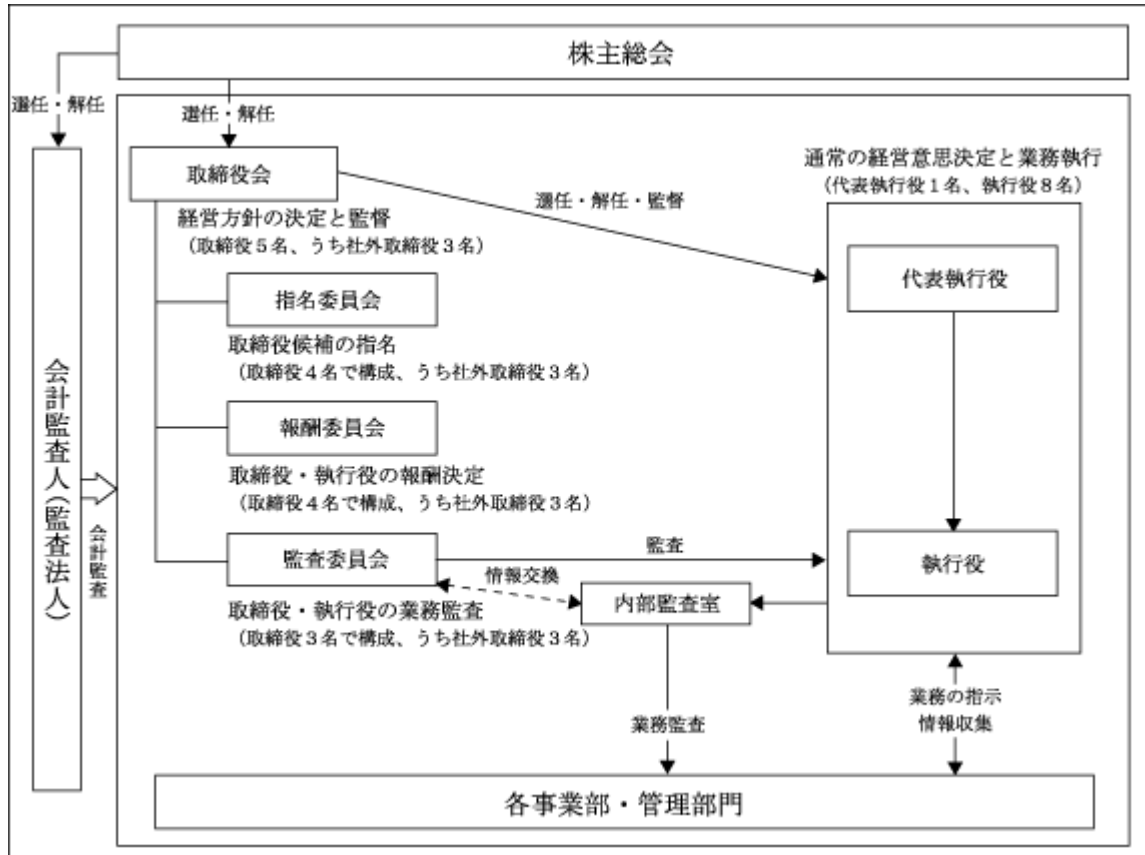 株主総会
選任・解任
選任・解任
取締役会
経営方針の決定と監督
(取締役5名、うち社外取締役3名)
選任・解任・監督
通常の経営意思決定と業務執行
(代表執行役1名、執行役8名)
代表執行役
指名委員会
取締役候補の指名
(取締役4名で構成、うち社外取締役3名)
報酬委員会
取締役・執行役の報酬決定
(取締役4名で構成、うち社外取締役3名)
会計監査人(監査法人)
会計監査
監査委員会
監査
執行役
情報交換
内部監査室
取締役・執行役の業務監査
(取締役3名で構成、うち社外取締役3名)
業務監査
業務の指示
情報収集
各事業部・管理部門